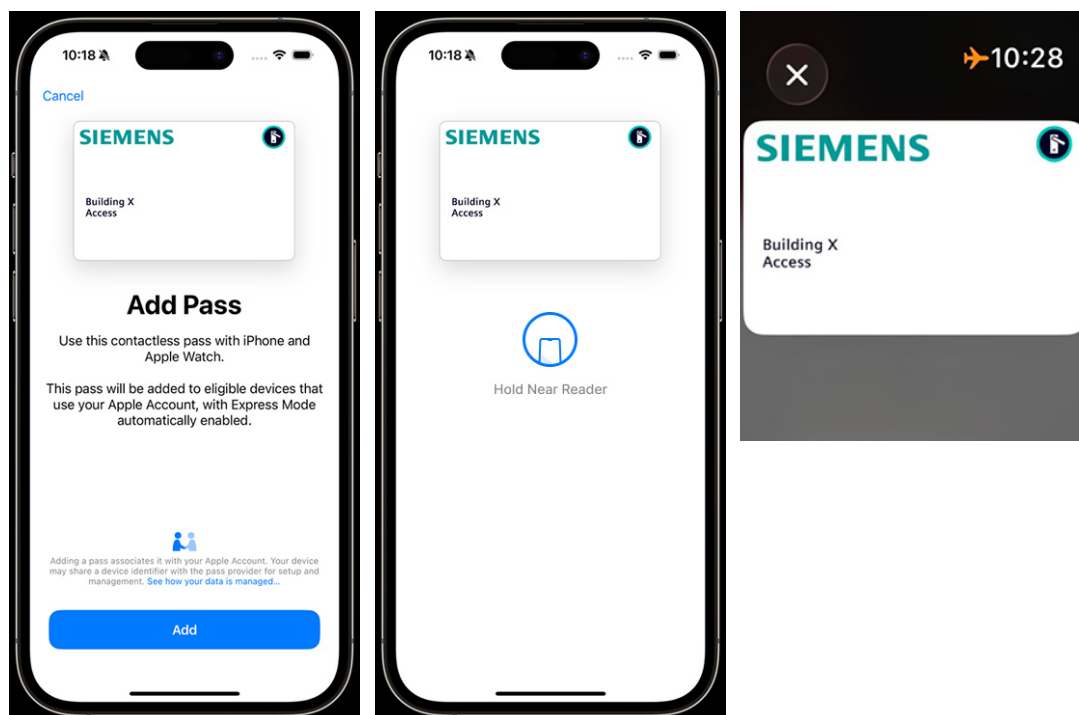 10:18
Cancel
SIEMENS
Building X
Access
Add Pass
Use this contactless pass with iPhone and
Apple Watch.
This pass will be added to eligible devices that
use your Apple Account, with Express Mode
automatically enabled.
Adding a pass associates it with your Apple Account. Your device
may share a device identifier with the pass provider for setup and
management. See how your data is managed...
Add
10:18
SIEMENS
Building X
Access
Hold Near Reader
10:28
SIEMENS
Building X
Access